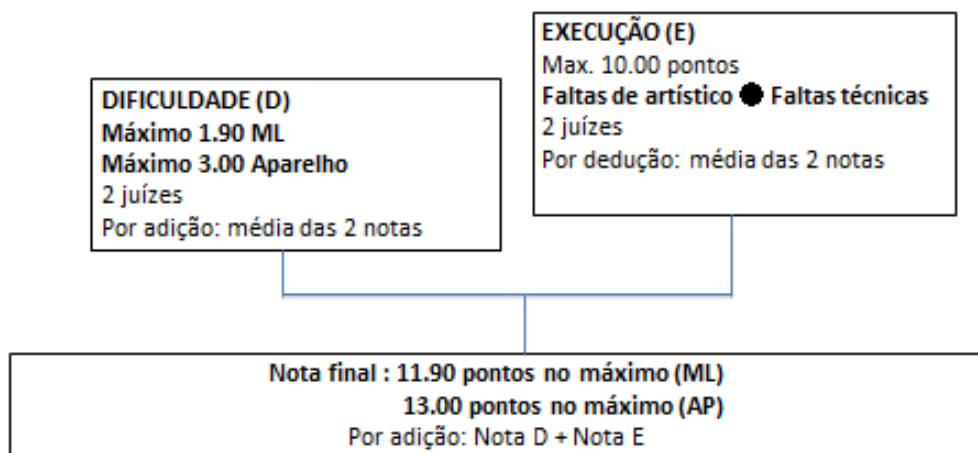 EXECUÇÃO (E)
Max. 10.00 pontos
Faltas de artístico ● Faltas técnicas
2 juízes
Por dedução: média das 2 notas
DIFICULDADE (D)
Máximo 1.90 ML
Máximo 3.00 Aparelho
2 juízes
Por adição: média das 2 notas
Nota final : 11.90 pontos no máximo (ML)
13.00 pontos no máximo (AP)
Por adição: Nota D + Nota E